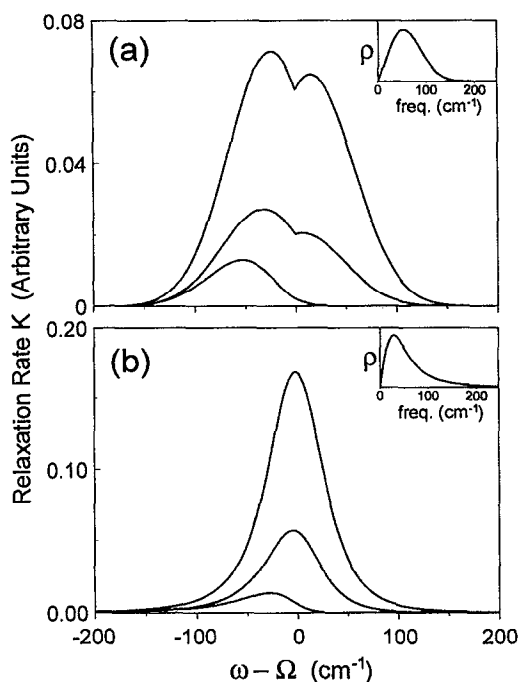 0.08
(a)
ρ
0 100 200
freq. (cm⁻¹)
0.04
0
Relaxation Rate K (Arbitrary Units)
0.20
(b)
ρ
0 100 200
freq. (cm⁻¹)
0.10
0.00
-200 -100 0 100 200
ω – Ω (cm⁻¹)